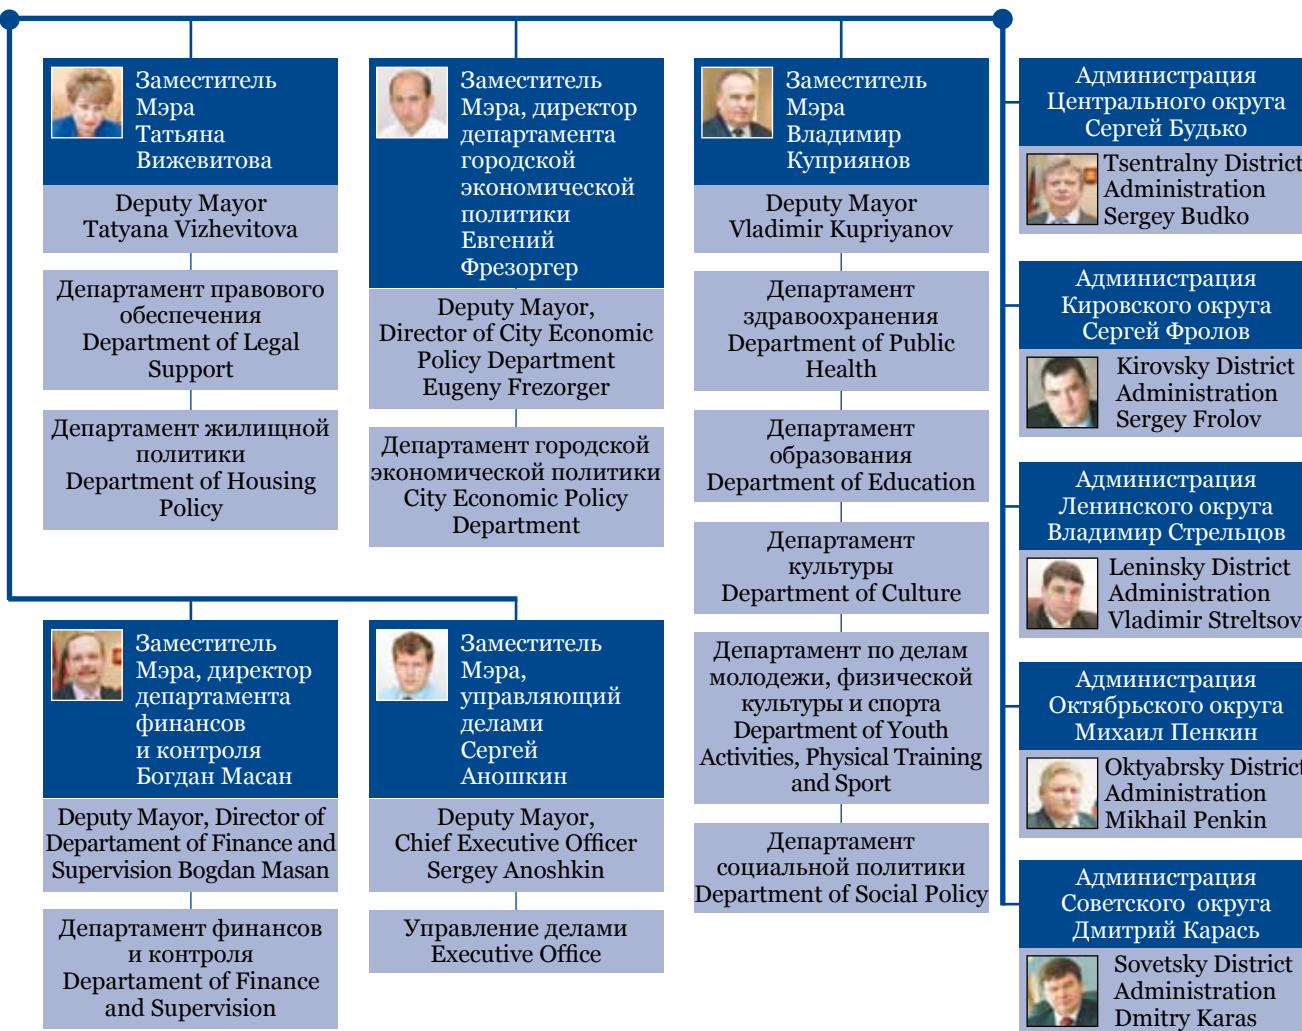 Заместитель
Мэра
Татьяна
Вижевитова
Deputy Mayor
Tatyana Vizhevitova
Департамент правового
обеспечения
Department of Legal
Support
Департамент жилищной
политики
Department of Housing
Policy
Заместитель
Мэра, директор
департамента
городской
экономической
политики
Евгений
Фрезоргер
Deputy Mayor,
Director of City Economic
Policy Department
Eugeny Frezorger
Департамент городской
экономической политики
City Economic Policy
Department
Заместитель
Мэра
Владимир
Куприянов
Deputy Mayor
Vladimir Kupriyanov
Департамент
здравоохранения
Department of Public
Health
Департамент
образования
Department of Education
Департамент
культуры
Department of Culture
Департамент по делам
молодежи, физической
культуры и спорта
Department of Youth
Activities, Physical Training
and Sport
Департамент
социальной политики
Department of Social Policy
Заместитель
Мэра, директор
департамента
финансов
и контроля
Богдан Масан
Deputy Mayor, Director of
Departament of Finance and
Supervision Bogdan Masan
Департамент финансов
и контроля
Departament of Finance
and Supervision
Заместитель
Мэра,
управляющий
делами
Сергей
Аношкин
Deputy Mayor,
Chief Executive Officer
Sergey Anoshkin
Управление делами
Executive Office
Администрация
Центрального округа
Сергей Будько
Tsentralny District
Administration
Sergey Budko
Администрация
Кировского округа
Сергей Фролов
Kirovsky District
Administration
Sergey Frolov
Администрация
Ленинского округа
Владимир Стрельцов
Leninsky District
Administration
Vladimir Streltsov
Администрация
Октябрьского округа
Михаил Пенкин
Oktyabrsky District
Administration
Mikhail Penkin
Администрация
Советского округа
Дмитрий Карась
Sovetsky District
Administration
Dmitry Karas